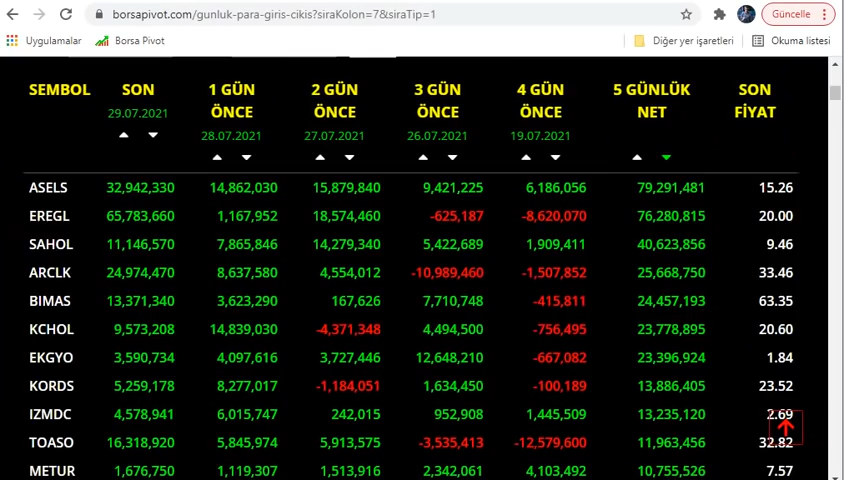 borsapivot.com/gunluk-para-giris-cikis?siraKolon=7&siraTip=1
Güncelle
Uygulamalar
Borsa Pivot
Diğer yer işaretleri
Okuma listesi
SEMBOL SON 1 GÜN 2 GÜN 3 GÜN 4 GÜN 5 GÜNLÜK SON
ÖNCE ÖNCE ÖNCE ÖNCE NET FİYAT
29.07.2021
28.07.2021 27.07.2021 26.07.2021 19.07.2021
ASELS 32,942,330 14,862,030 15,879,840 9,421,225 6,186,056 79,291,481 15.26
EREGL 65,783,660 1,167,952 18,574,460 -625,187 -8,620,070 76,280,815 20.00
SAHOL 11,146,570 7,865,846 14,279,340 5,422,689 1,909,411 40,623,856 9.46
ARCLK 24,974,470 8,637,580 4,554,012 -10,989,460 -1,507,852 25,668,750 33.46
BIMAS 13,371,340 3,623,290 167,626 7,710,748 -415,811 24,457,193 63.35
KCHOL 9,573,208 14,839,030 -4,371,348 4,494,500 -756,495 23,778,895 20.60
EKGYO 3,590,734 4,097,616 3,727,446 12,648,210 -667,082 23,396,924 1.84
KORDS 5,259,178 8,277,017 -1,184,051 1,634,450 -100,189 13,886,405 23.52
IZMDC 4,578,941 6,015,747 242,015 952,908 1,445,509 13,235,120 2.69
TOASO 16,318,920 5,845,974 5,913,575 -3,535,413 -12,579,600 11,963,456 32.82
METUR 1,676,750 1,119,307 1,513,916 2,342,061 4,103,492 10,755,526 7.57